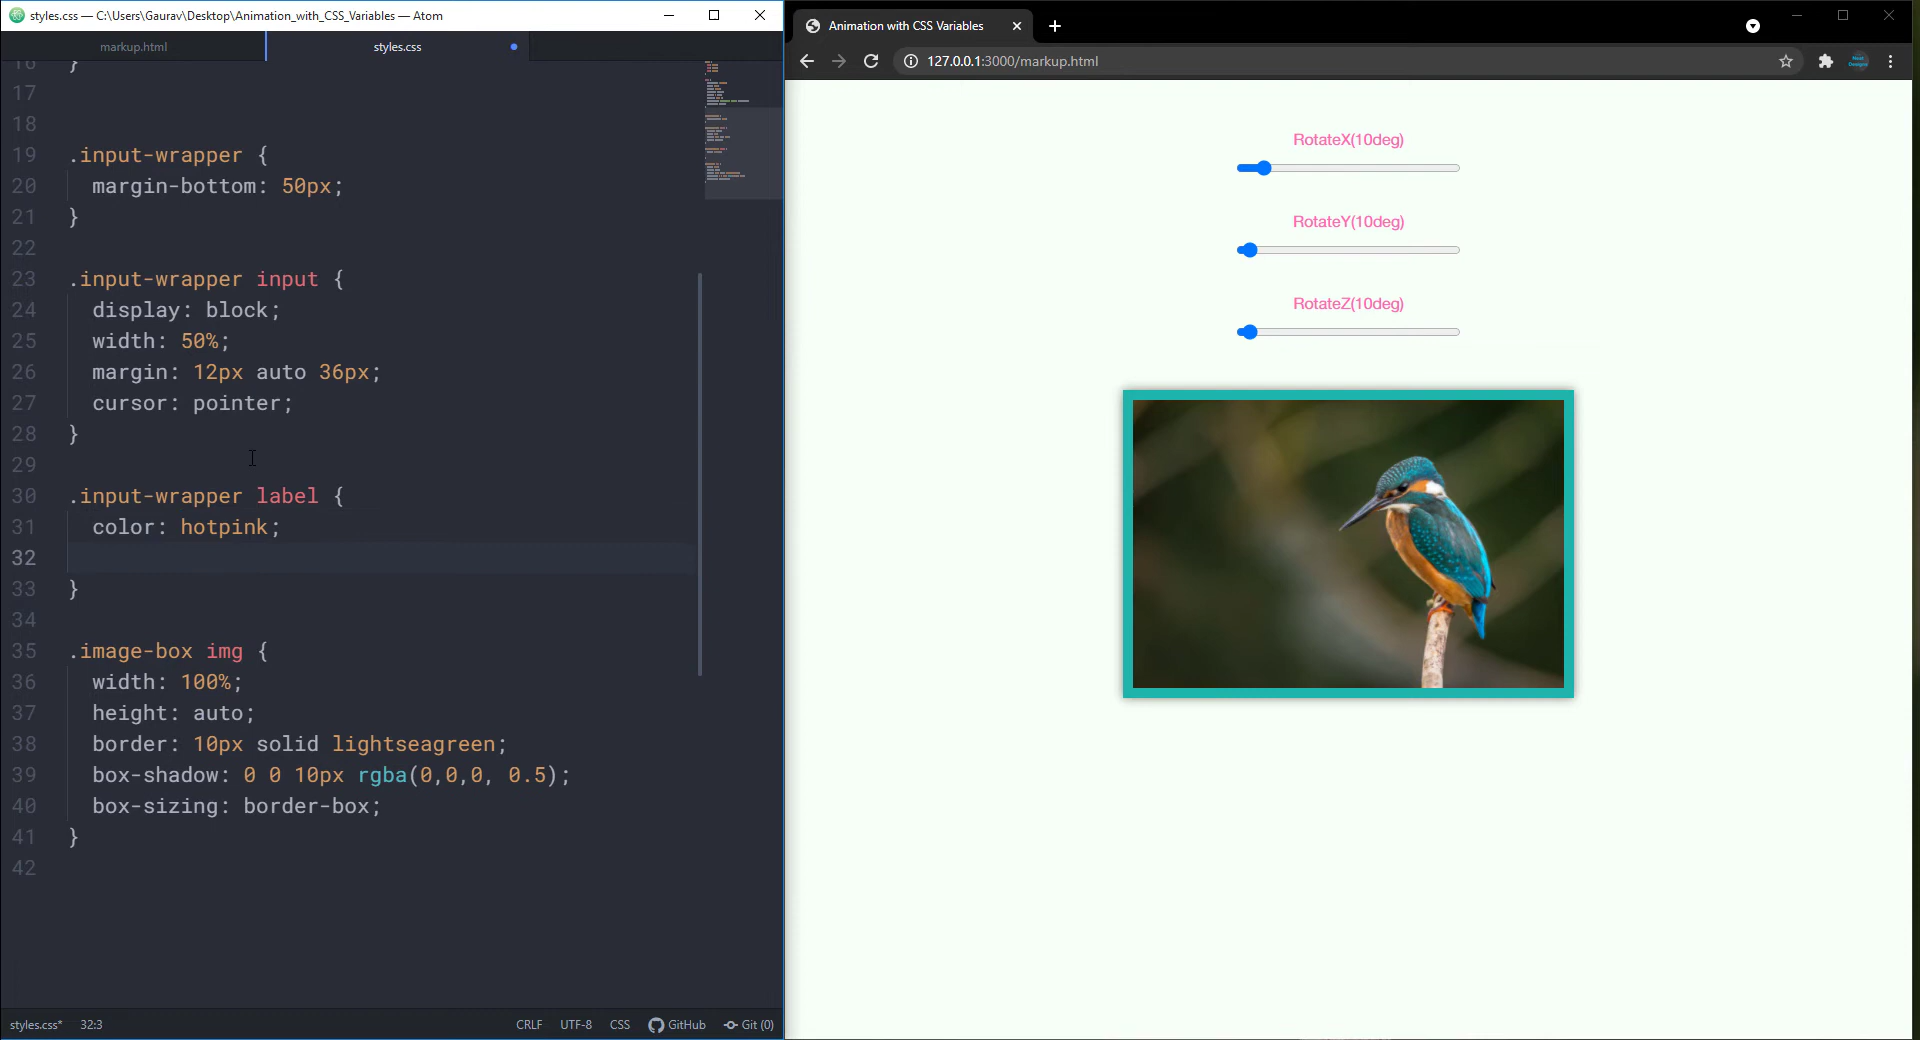 styles.css — C:\Users\Gaurav\Desktop\Animation_with_CSS_Variables — Atom
markup.html
styles.css
16 }
17
18
19 .input-wrapper {
20 margin-bottom: 50px;
21 }
22
23 .input-wrapper input {
24 display: block;
25 width: 50%;
26 margin: 12px auto 36px;
27 cursor: pointer;
28 }
29
30 .input-wrapper label {
31 color: hotpink;
32
33 }
34
35 .image-box img {
36 width: 100%;
37 height: auto;
38 border: 10px solid lightseagreen;
39 box-shadow: 0 0 10px rgba(0,0,0, 0.5);
40 box-sizing: border-box;
41 }
42
styles.css* 32:3 CRLF UTF-8 CSS GitHub Git (0)
Animation with CSS Variables
127.0.0.1:3000/markup.html
RotateX(10deg)
RotateY(10deg)
RotateZ(10deg)